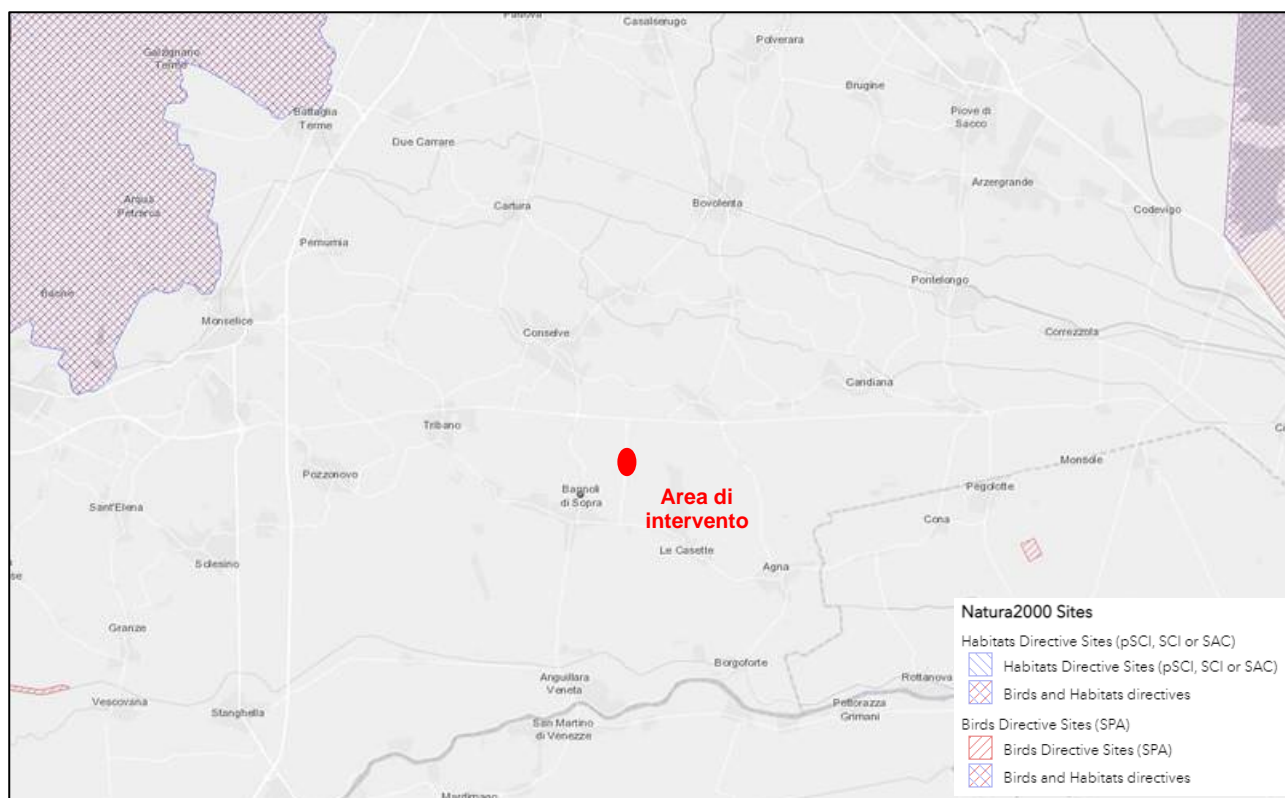 Padova
Casalserugo
Polverara
Galzignano
Terme
Brugine
Battaglia
Terme
Piove di
Sacco
Due Carrare
Arzergrande
Arquà
Petrarca
Cartura
Bovolenta
Codevigo
Pernumia
Pontelongo
Baone
Monselice
Conselve
Correzzola
Candiana
Tribano
Monsole
Pozzonovo
Bagnoli
di Sopra
Area di
intervento
Pegolotte
Sant'Elena
Cona
Le Casette
Solesino
Agna
Granze
Borgoforte
Anguillara
Veneta
Rottanova
Vescovana
Stanghella
San Martino
di Venezze
Pettorazza
Grimani
Natura2000 Sites
Habitats Directive Sites (pSCI, SCI or SAC)
Habitats Directive Sites (pSCI, SCI or SAC)
Birds and Habitats directives
Birds Directive Sites (SPA)
Birds Directive Sites (SPA)
Birds and Habitats directives